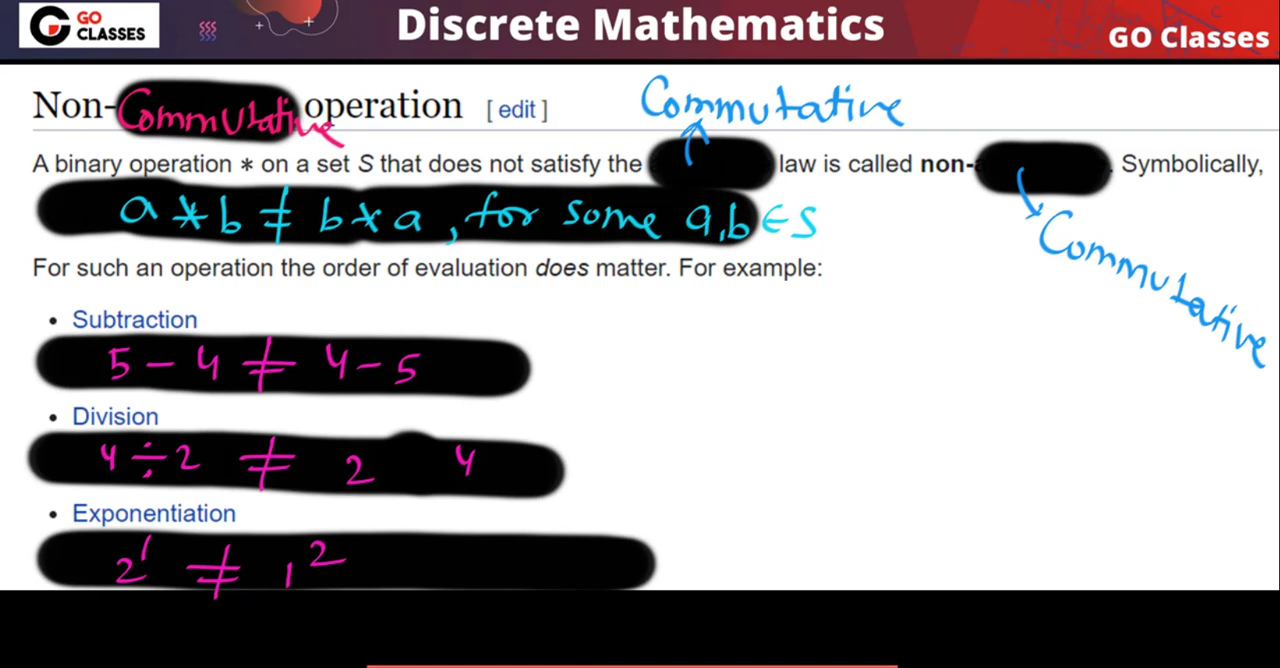 GO CLASSES
Discrete Mathematics
GO Classes
Non-Commutative operation [ edit ]
Commutative
A binary operation * on a set S that does not satisfy the law is called non- . Symbolically,
a * b ≠ b * a , for some a,b ∈ S
Commutative
For such an operation the order of evaluation does matter. For example:
• Subtraction
5 - 4 ≠ 4 - 5
• Division
4 ÷ 2 ≠ 2 4
• Exponentiation
2¹ ≠ 1²